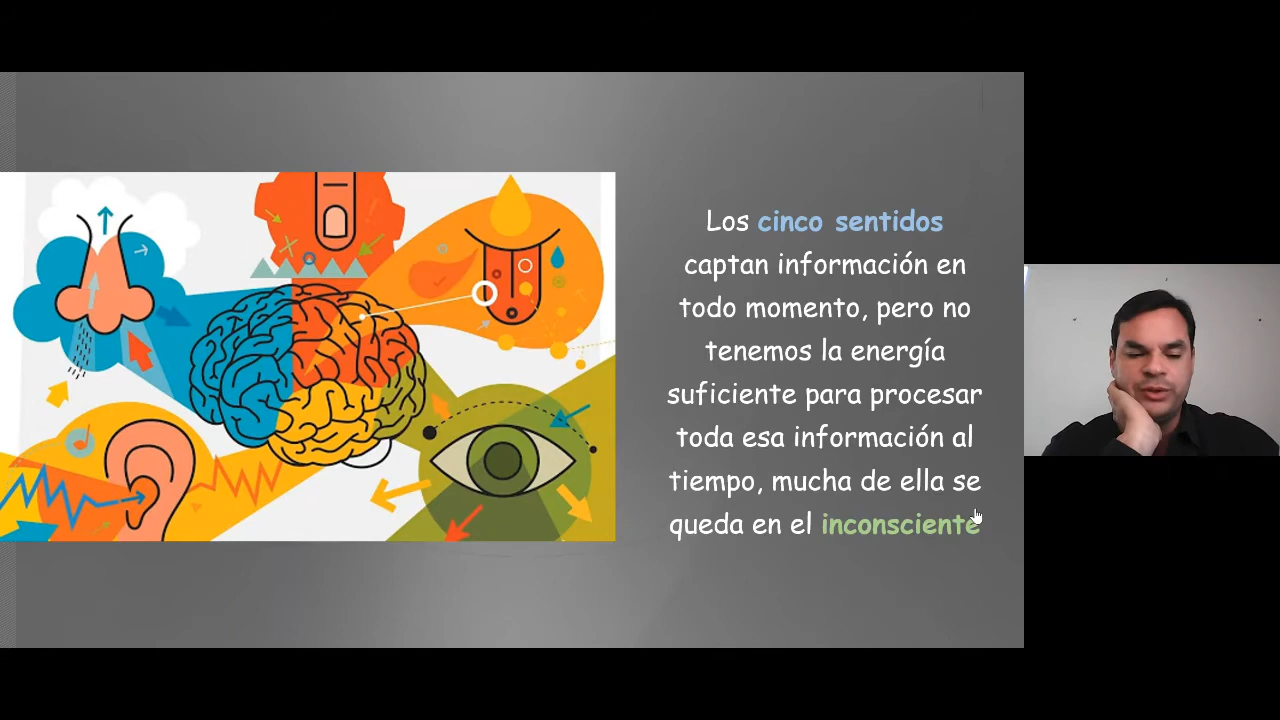 Los cinco sentidos
captan información en
todo momento, pero no
tenemos la energía
suficiente para procesar
toda esa información al
tiempo, mucha de ella se
queda en el inconsciente